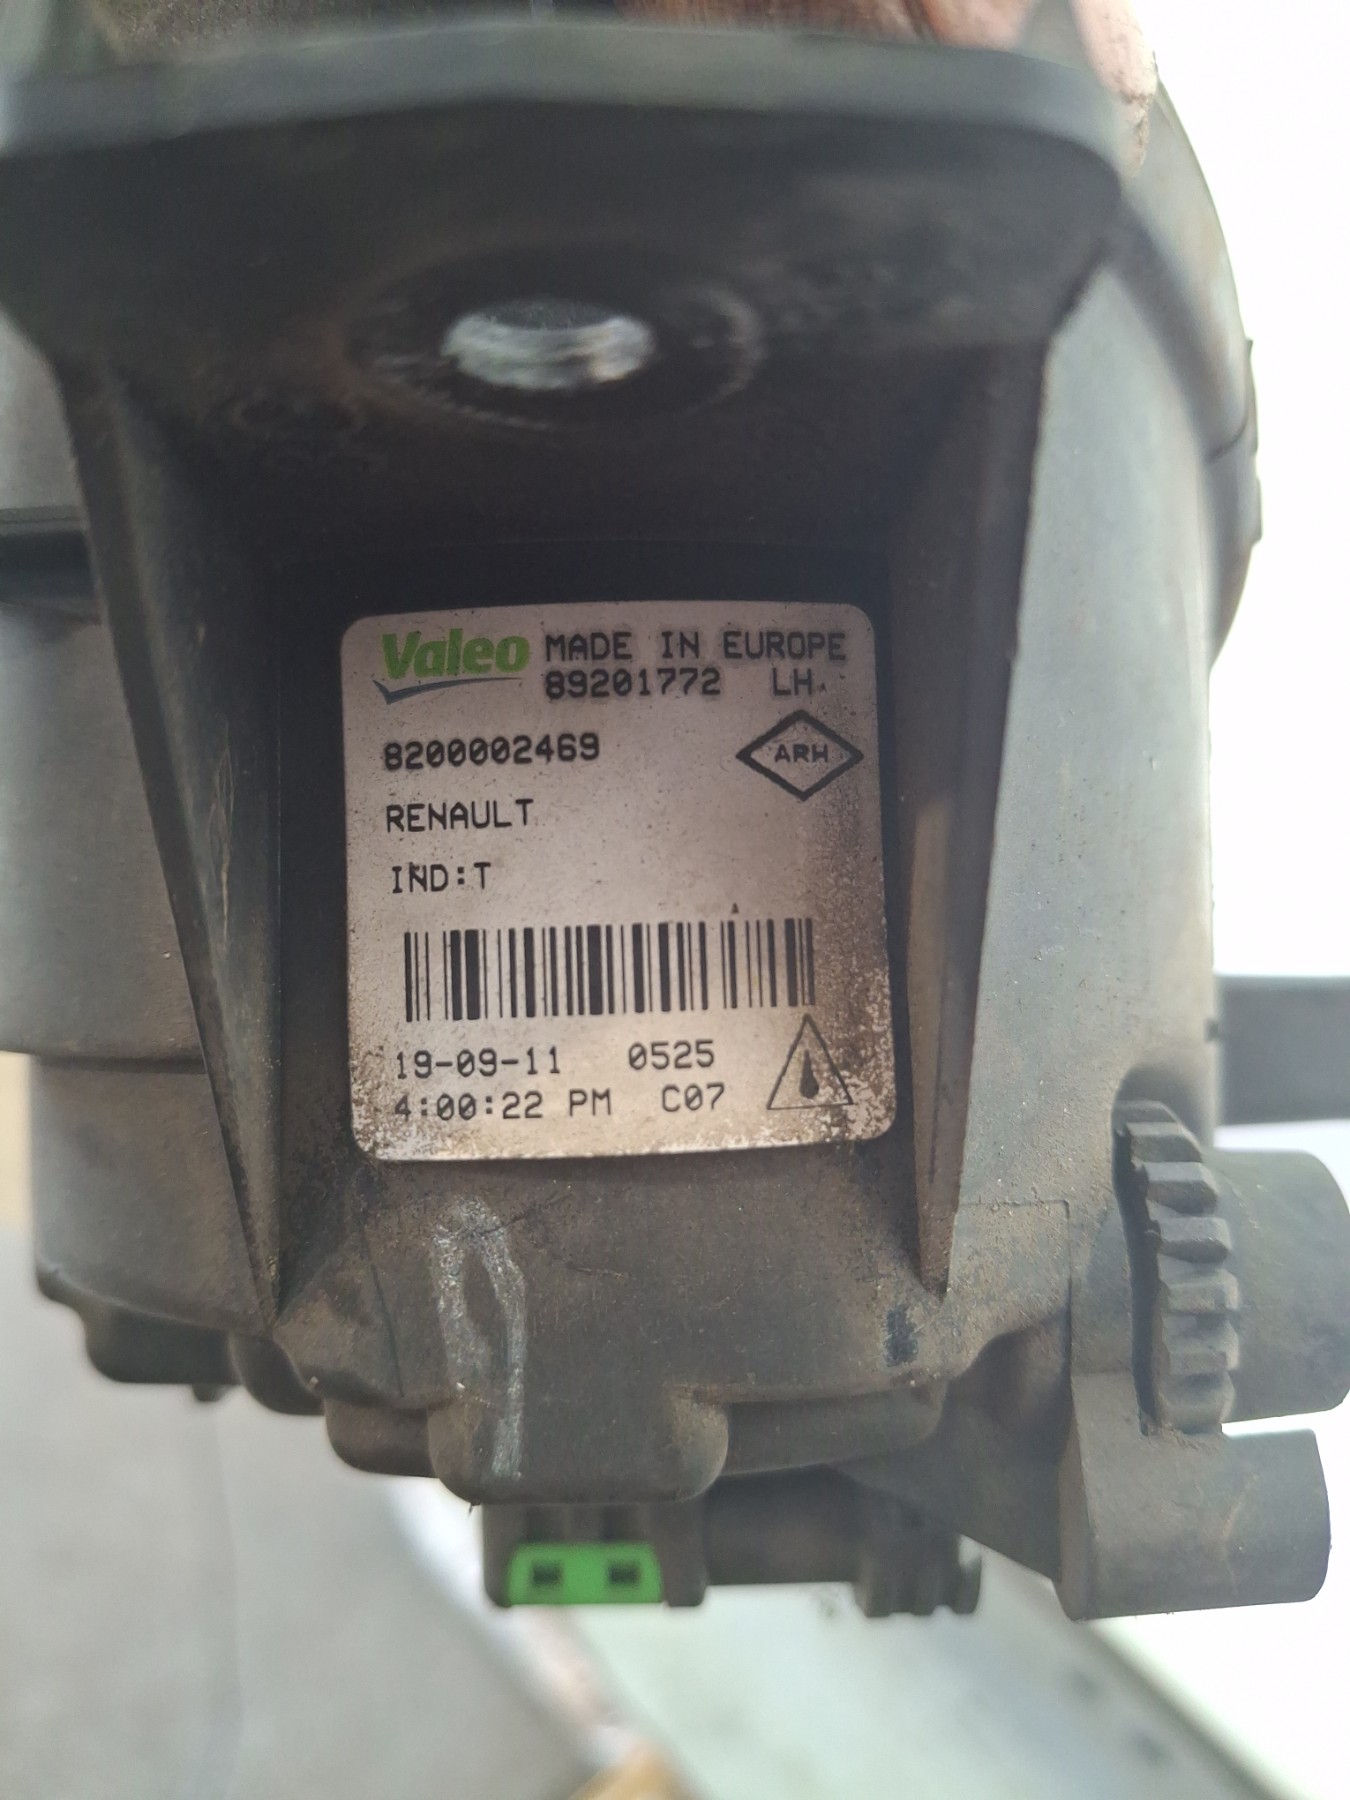 Valeo MADE IN EUROPE
89201772 LH
8200002469
ARH
RENAULT
IND:T
19-09-11 0525
4:00:22 PM C07